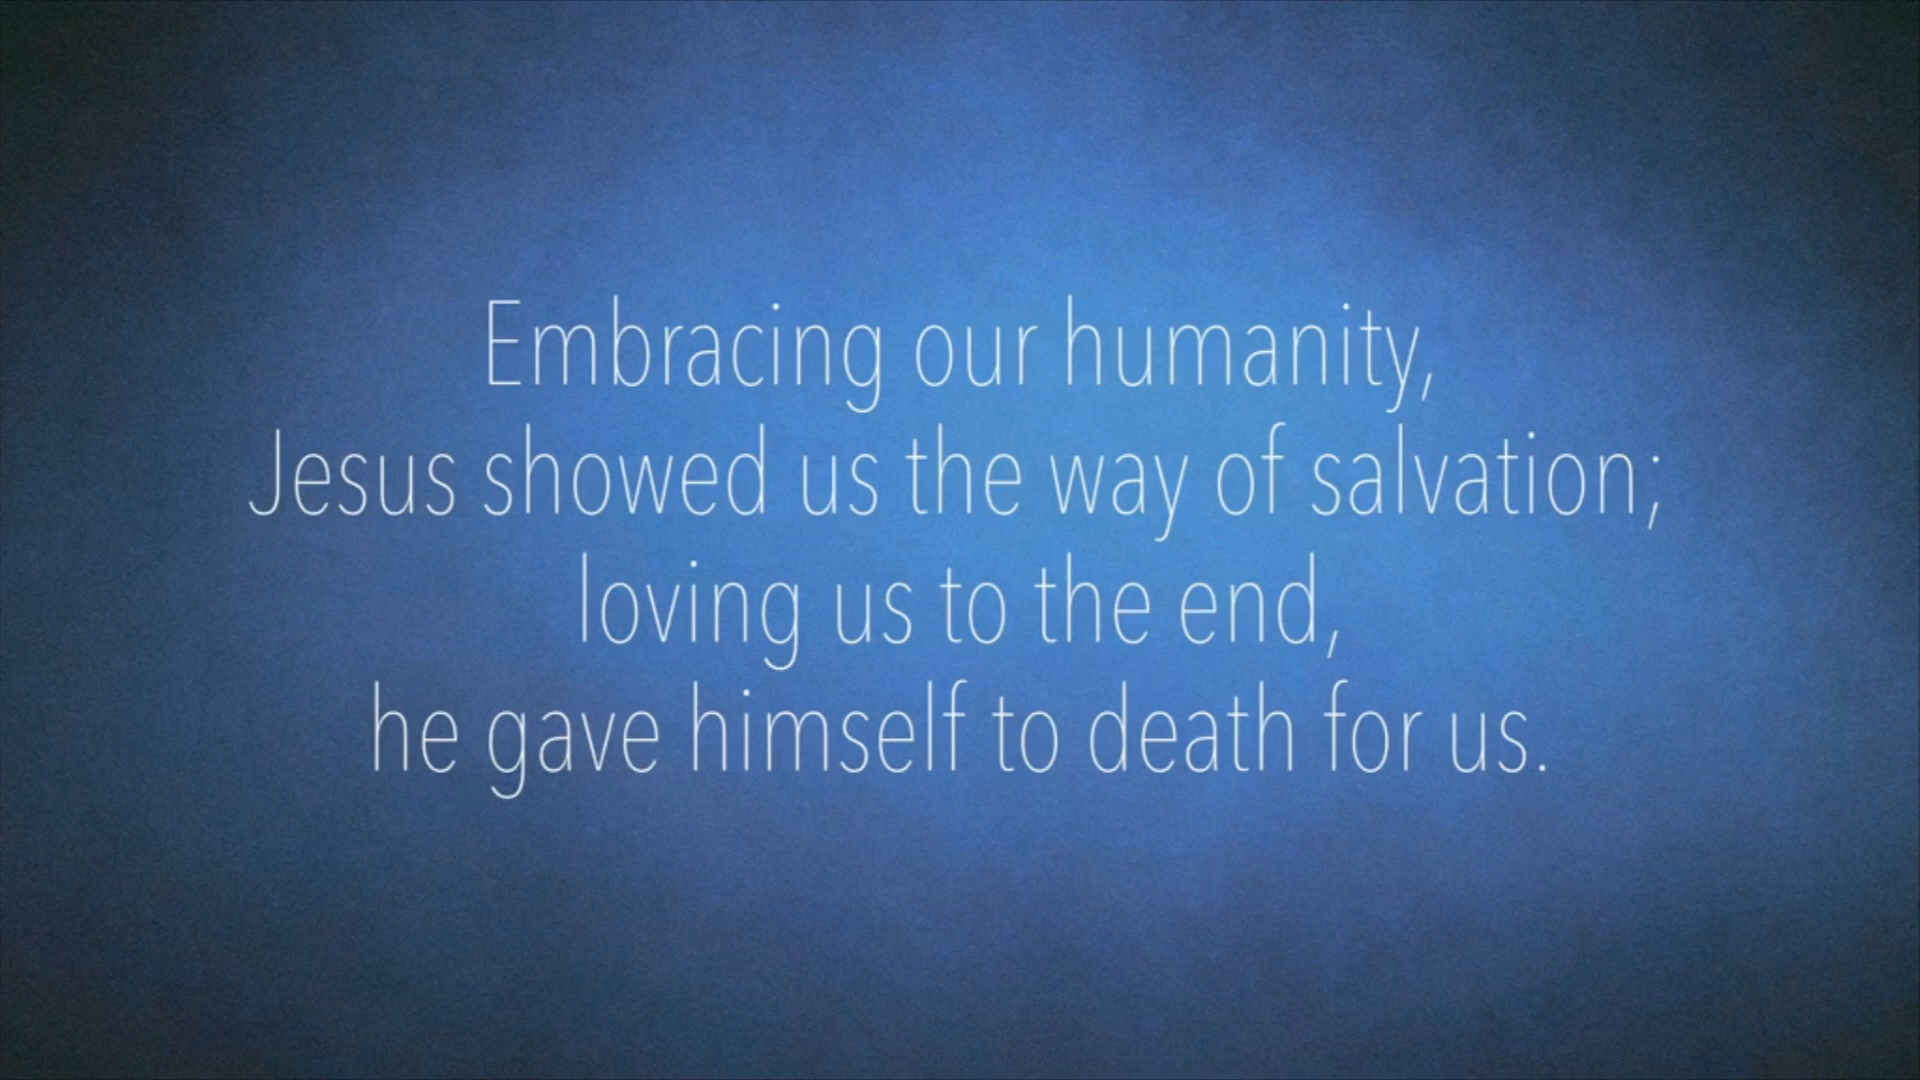 Embracing our humanity,
Jesus showed us the way of salvation;
loving us to the end,
he gave himself to death for us.